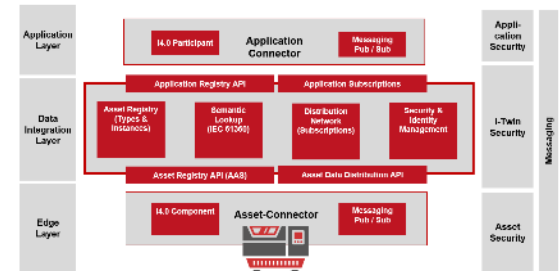 Application
Layer
I4.0 Participant
Application
Connector
Messaging
Pub / Sub
Appli-
cation
Security
Application Registry API
Application Subscriptions
Data
Integration
Layer
Asset Registry
(Types &
Instances)
Semantic
Lookup
(IEC 61360)
Distribution
Network
(Subscriptions)
Security &
Identity
Management
I-Twin
Security
Messaging
Asset Registry API (AAS)
Asset Data Distribution API
Edge
Layer
I4.0 Component
Asset-Connector
Messaging
Pub / Sub
Asset
Security